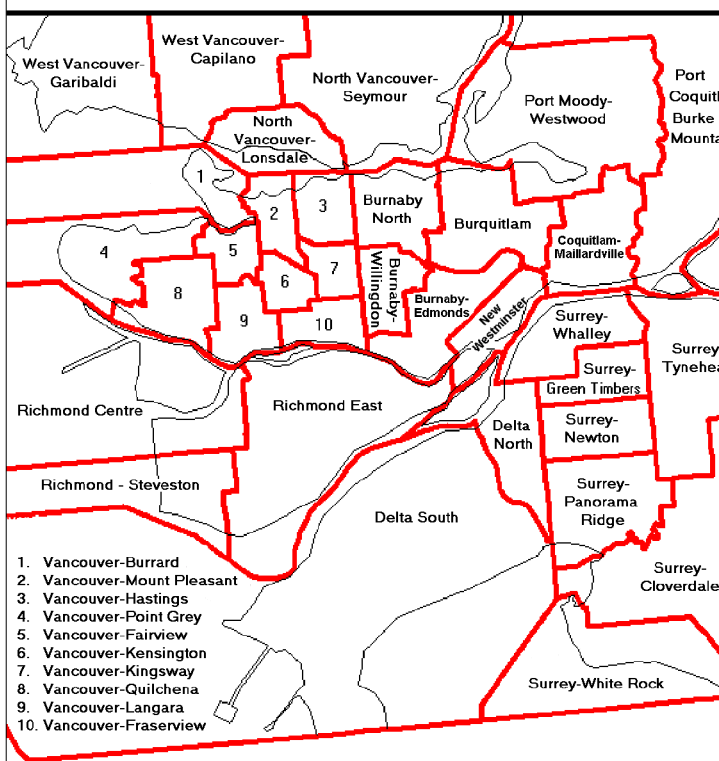 West Vancouver-
Garibaldi
West Vancouver-
Capilano
North Vancouver-
Seymour
North
Vancouver-
Lonsdale
Port Moody-
Westwood
Port
Coquitl
Burke
Mounta
1
2
3
Burnaby
North
Burquitlam
Coquitlam-
Maillardville
4
5
6
7
8
9
10
Burnaby-
Willingdon
Burnaby-
Edmonds
New
Westminster
Surrey-
Whalley
Surrey-
Green Timbers
Surrey
Tynehea
Richmond Centre
Richmond East
Delta
North
Surrey-
Newton
Richmond - Steveston
Delta South
Surrey-
Panorama
Ridge
Surrey-
Cloverdale
Surrey-White Rock
1. Vancouver-Burrard
2. Vancouver-Mount Pleasant
3. Vancouver-Hastings
4. Vancouver-Point Grey
5. Vancouver-Fairview
6. Vancouver-Kensington
7. Vancouver-Kingsway
8. Vancouver-Quilchena
9. Vancouver-Langara
10. Vancouver-Fraserview